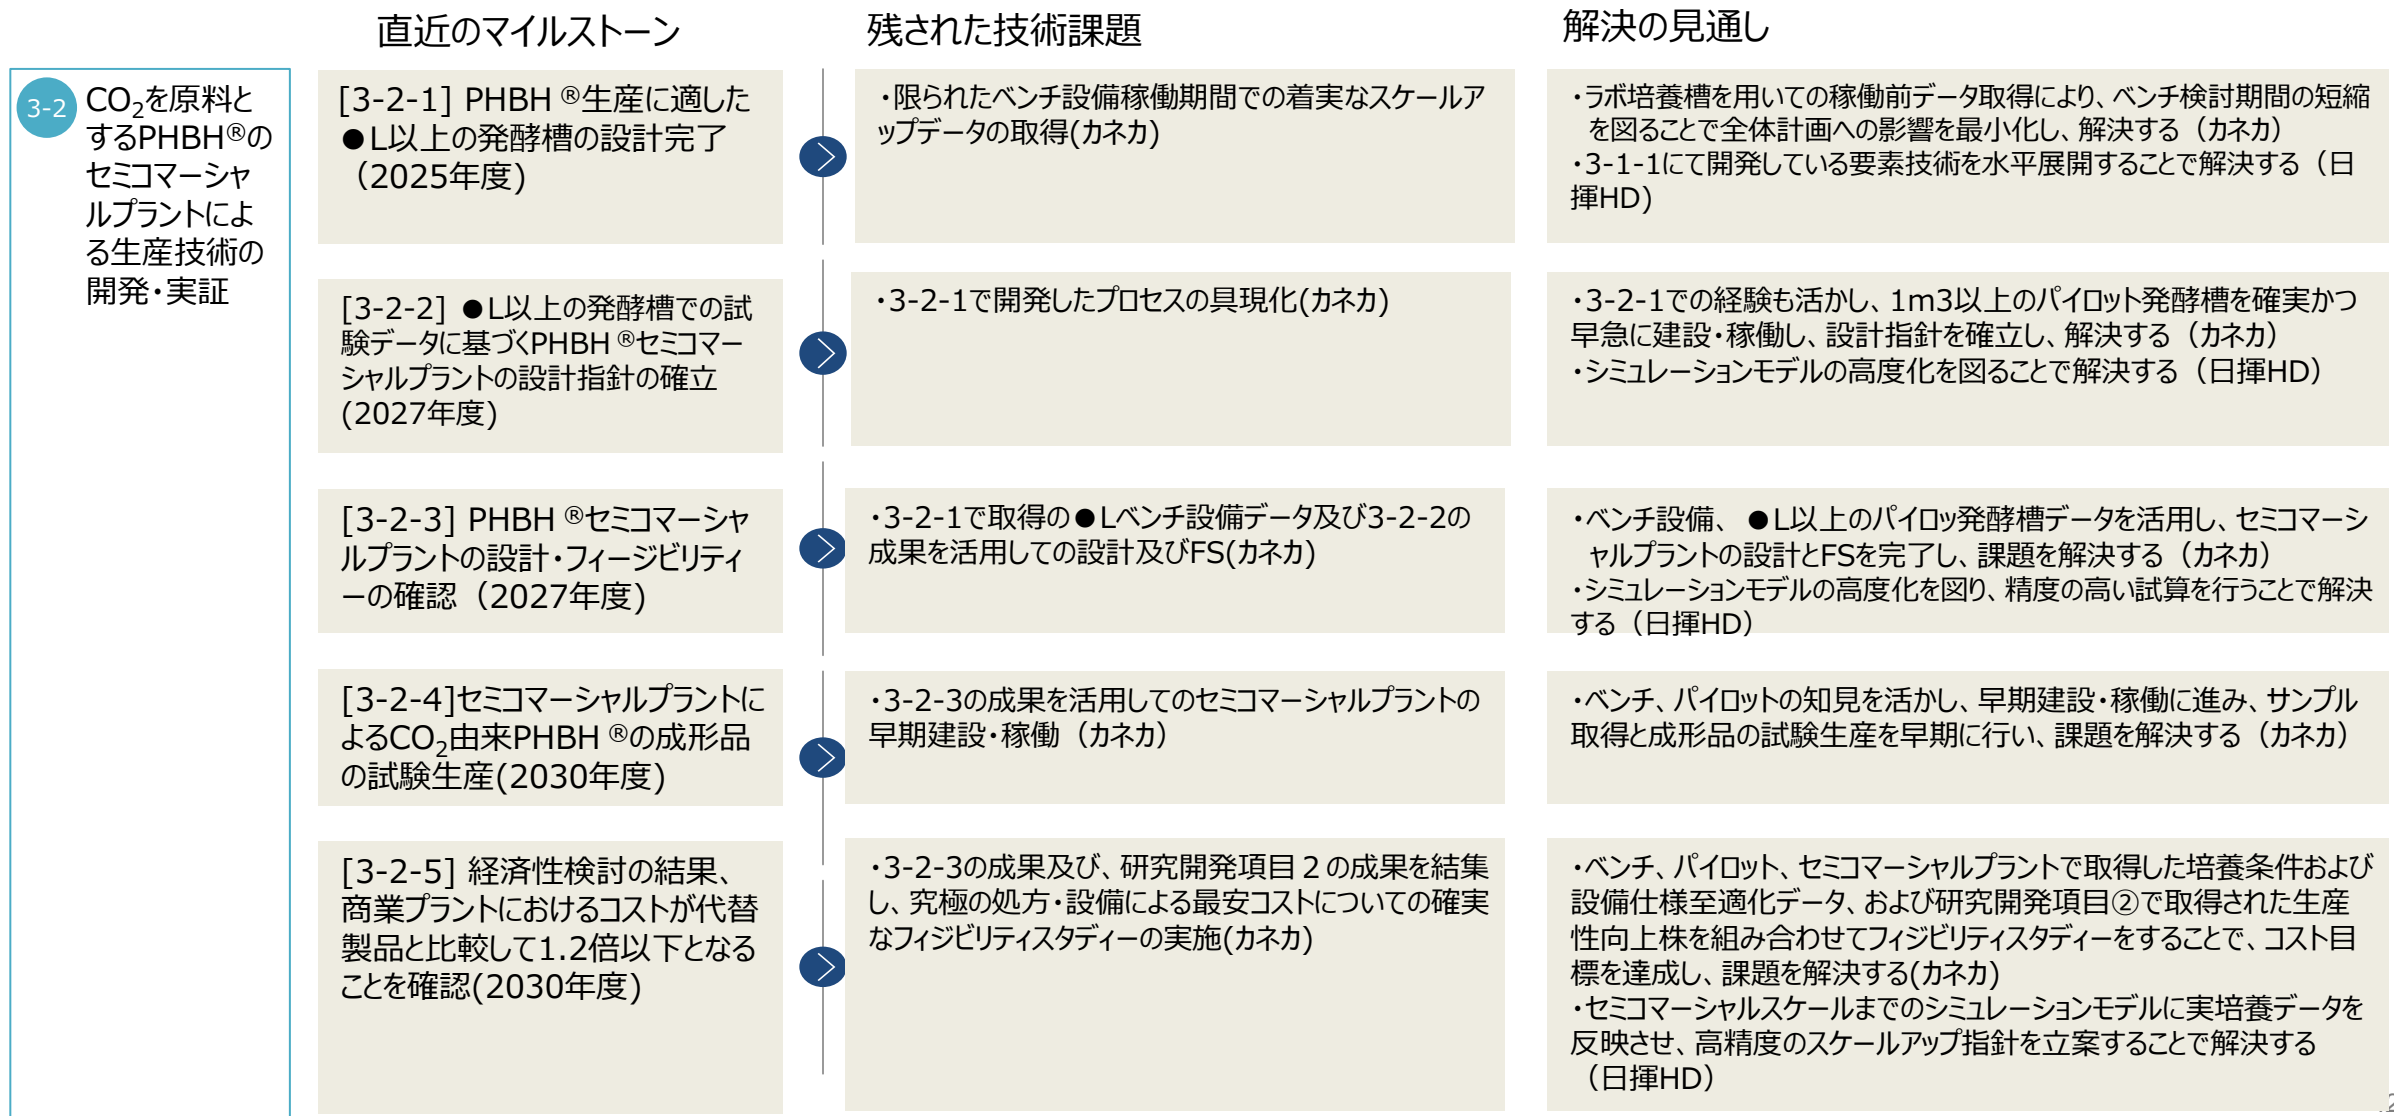 直近のマイルストーン
残された技術課題
解決の見通し
3-2
CO2を原料と
するPHBH®の
セミコマーシャ
ルプラントによ
る生産技術の
開発・実証
[3-2-1] PHBH ®生産に適した
●L以上の発酵槽の設計完了
（2025年度)
・限られたベンチ設備稼働期間での着実なスケールア
ップデータの取得(カネカ)
・ラボ培養槽を用いての稼働前データ取得により、ベンチ検討期間の短縮
を図ることで全体計画への影響を最小化し、解決する（カネカ）
・3-1-1にて開発している要素技術を水平展開することで解決する（日
揮HD)
[3-2-2] ●L以上の発酵槽での試
験データに基づくPHBH ®セミコマー
シャルプラントの設計指針の確立
(2027年度)
・3-2-1で開発したプロセスの具現化(カネカ)
・3-2-1での経験も活かし、1m3以上のパイロット発酵槽を確実かつ
早急に建設・稼働し、設計指針を確立し、解決する（カネカ）
・シミュレーションモデルの高度化を図ることで解決する（日揮HD）
[3-2-3] PHBH ®セミコマーシャ
ルプラントの設計・フィージビリティ
ーの確認（2027年度)
・3-2-1で取得の●Lベンチ設備データ及び3-2-2の
成果を活用しての設計及びFS(カネカ)
・ベンチ設備、 ●L以上のパイロッ発酵槽データを活用し、セミコマーシ
ャルプラントの設計とFSを完了し、課題を解決する（カネカ）
・シミュレーションモデルの高度化を図り、精度の高い試算を行うことで解決
する（日揮HD）
[3-2-4]セミコマーシャルプラントに
よるCO2由来PHBH ®の成形品
の試験生産(2030年度)
・3-2-3の成果を活用してのセミコマーシャルプラントの
早期建設・稼働（カネカ）
・ベンチ、パイロットの知見を活かし、早期建設・稼働に進み、サンプル
取得と成形品の試験生産を早期に行い、課題を解決する（カネカ）
[3-2-5] 経済性検討の結果、
商業プラントにおけるコストが代替
製品と比較して1.2倍以下となる
ことを確認(2030年度)
・3-2-3の成果及び、研究開発項目２の成果を結集
し、究極の処方・設備による最安コストについての確実
なフィジビリティスタディーの実施(カネカ)
・ベンチ、パイロット、セミコマーシャルプラントで取得した培養条件および
設備仕様至適化データ、および研究開発項目②で取得された生産
性向上株を組み合わせてフィジビリティスタディーをすることで、コスト目
標を達成し、課題を解決する(カネカ)
・セミコマーシャルスケールまでのシミュレーションモデルに実培養データを
反映させ、高精度のスケールアップ指針を立案することで解決する
（日揮HD）